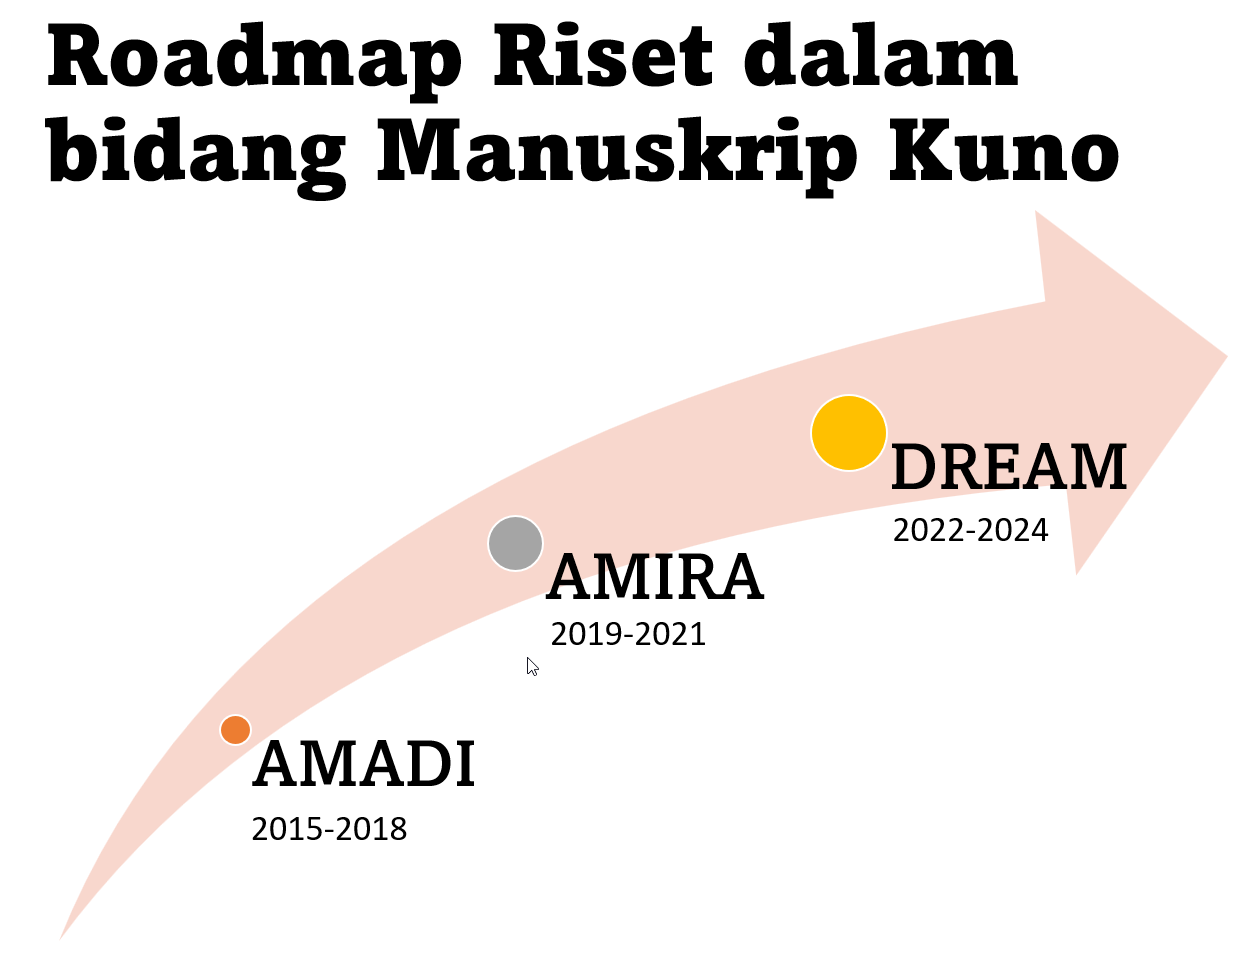 Roadmap Riset dalam
bidang Manuskrip Kuno
DREAM
2022-2024
AMIRA
2019-2021
AMADI
2015-2018